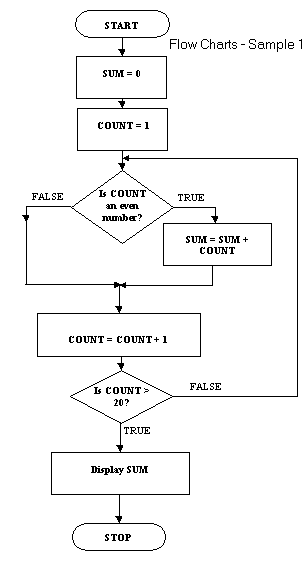 START
Flow Charts - Sample 1
SUM = 0
COUNT = 1
Is COUNT
an even
number?
FALSE
TRUE
SUM = SUM +
COUNT
COUNT = COUNT + 1
Is COUNT >
20?
FALSE
TRUE
Display SUM
STOP